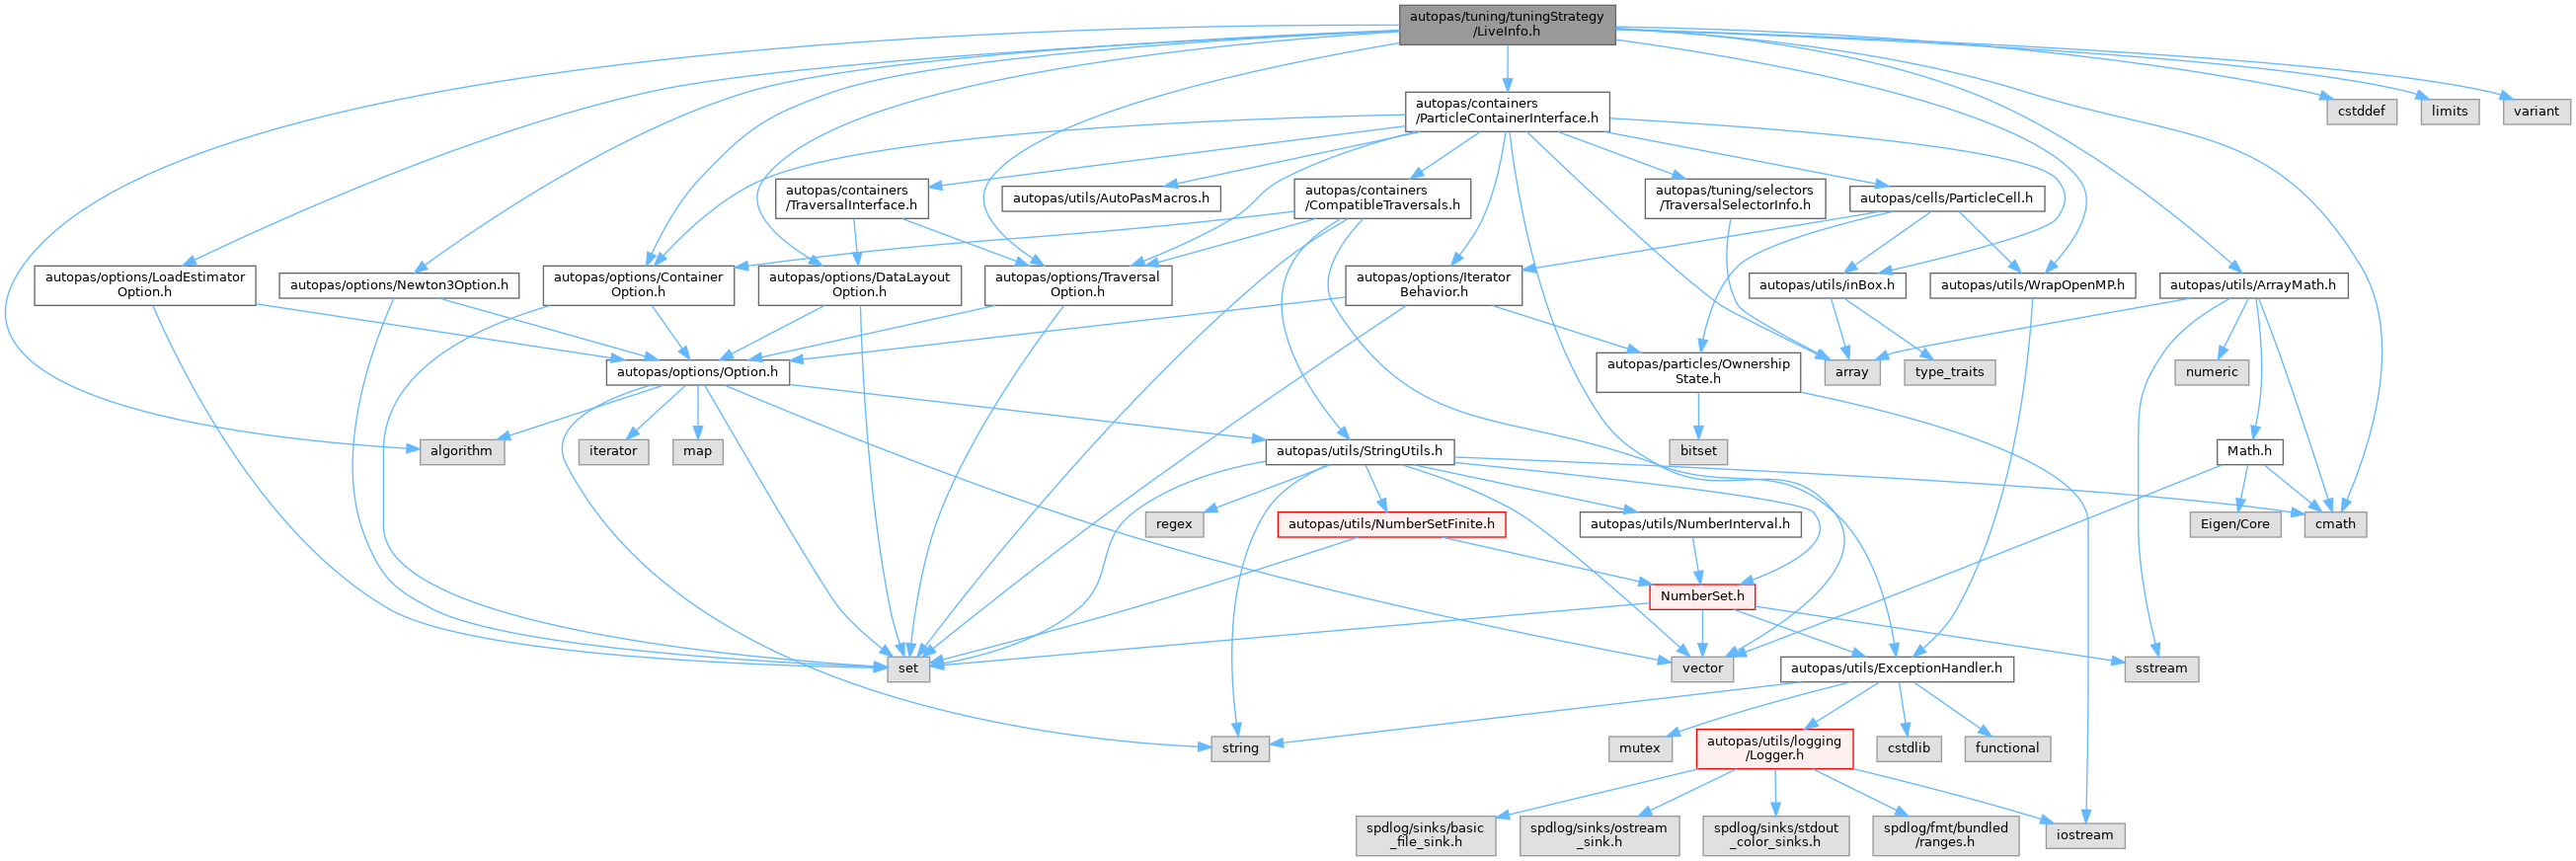 autopas/tuning/tuningStrategy
/LiveInfo.h
autopas/containers
/ParticleContainerInterface.h
cstddef
limits
variant
autopas/containers
/TraversalInterface.h
autopas/utils/AutoPasMacros.h
autopas/containers
/CompatibleTraversals.h
autopas/tuning/selectors
/TraversalSelectorInfo.h
autopas/cells/ParticleCell.h
autopas/options/LoadEstimator
Option.h
autopas/options/Newton3Option.h
autopas/options/Container
Option.h
autopas/options/DataLayout
Option.h
autopas/options/Traversal
Option.h
autopas/options/Iterator
Behavior.h
autopas/utils/inBox.h
autopas/utils/WrapOpenMP.h
autopas/utils/ArrayMath.h
autopas/options/Option.h
autopas/particles/Ownership
State.h
array
type_traits
numeric
algorithm
iterator
map
autopas/utils/StringUtils.h
bitset
Math.h
regex
autopas/utils/NumberSetFinite.h
autopas/utils/NumberInterval.h
Eigen/Core
cmath
NumberSet.h
set
vector
autopas/utils/ExceptionHandler.h
sstream
string
mutex
autopas/utils/logging
/Logger.h
cstdlib
functional
spdlog/sinks/basic
_file_sink.h
spdlog/sinks/ostream
_sink.h
spdlog/sinks/stdout
_color_sinks.h
spdlog/fmt/bundled
/ranges.h
iostream